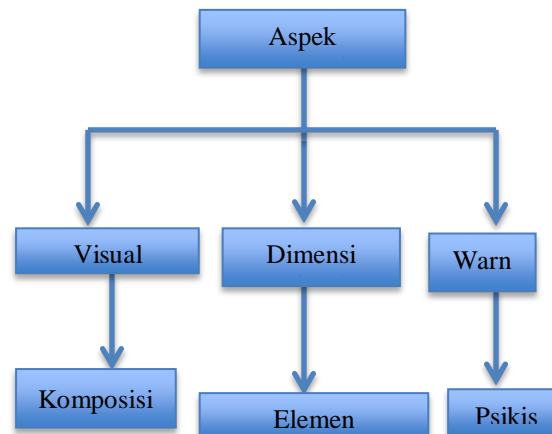 Aspek
Visual
Dimensi
Warn
Komposisi
Elemen
Psikis